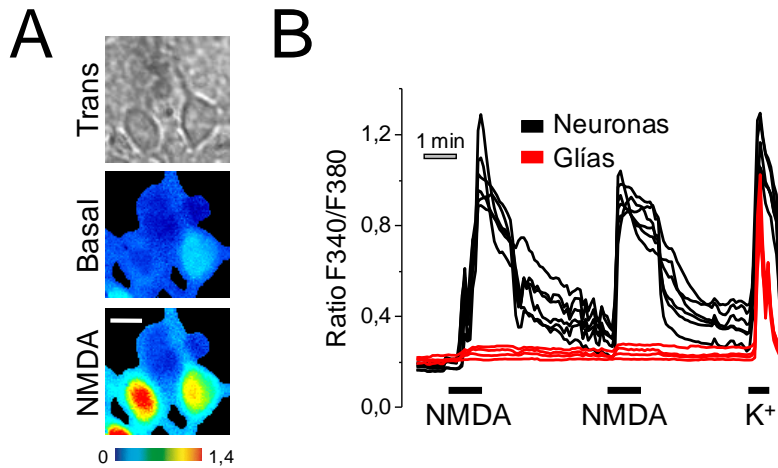 A
Trans
Basal
NMDA
0 1,4
B
Ratio F340/F380
1,2
0,8
0,4
0,0
1 min
Neuronas
Glías
NMDA NMDA K+